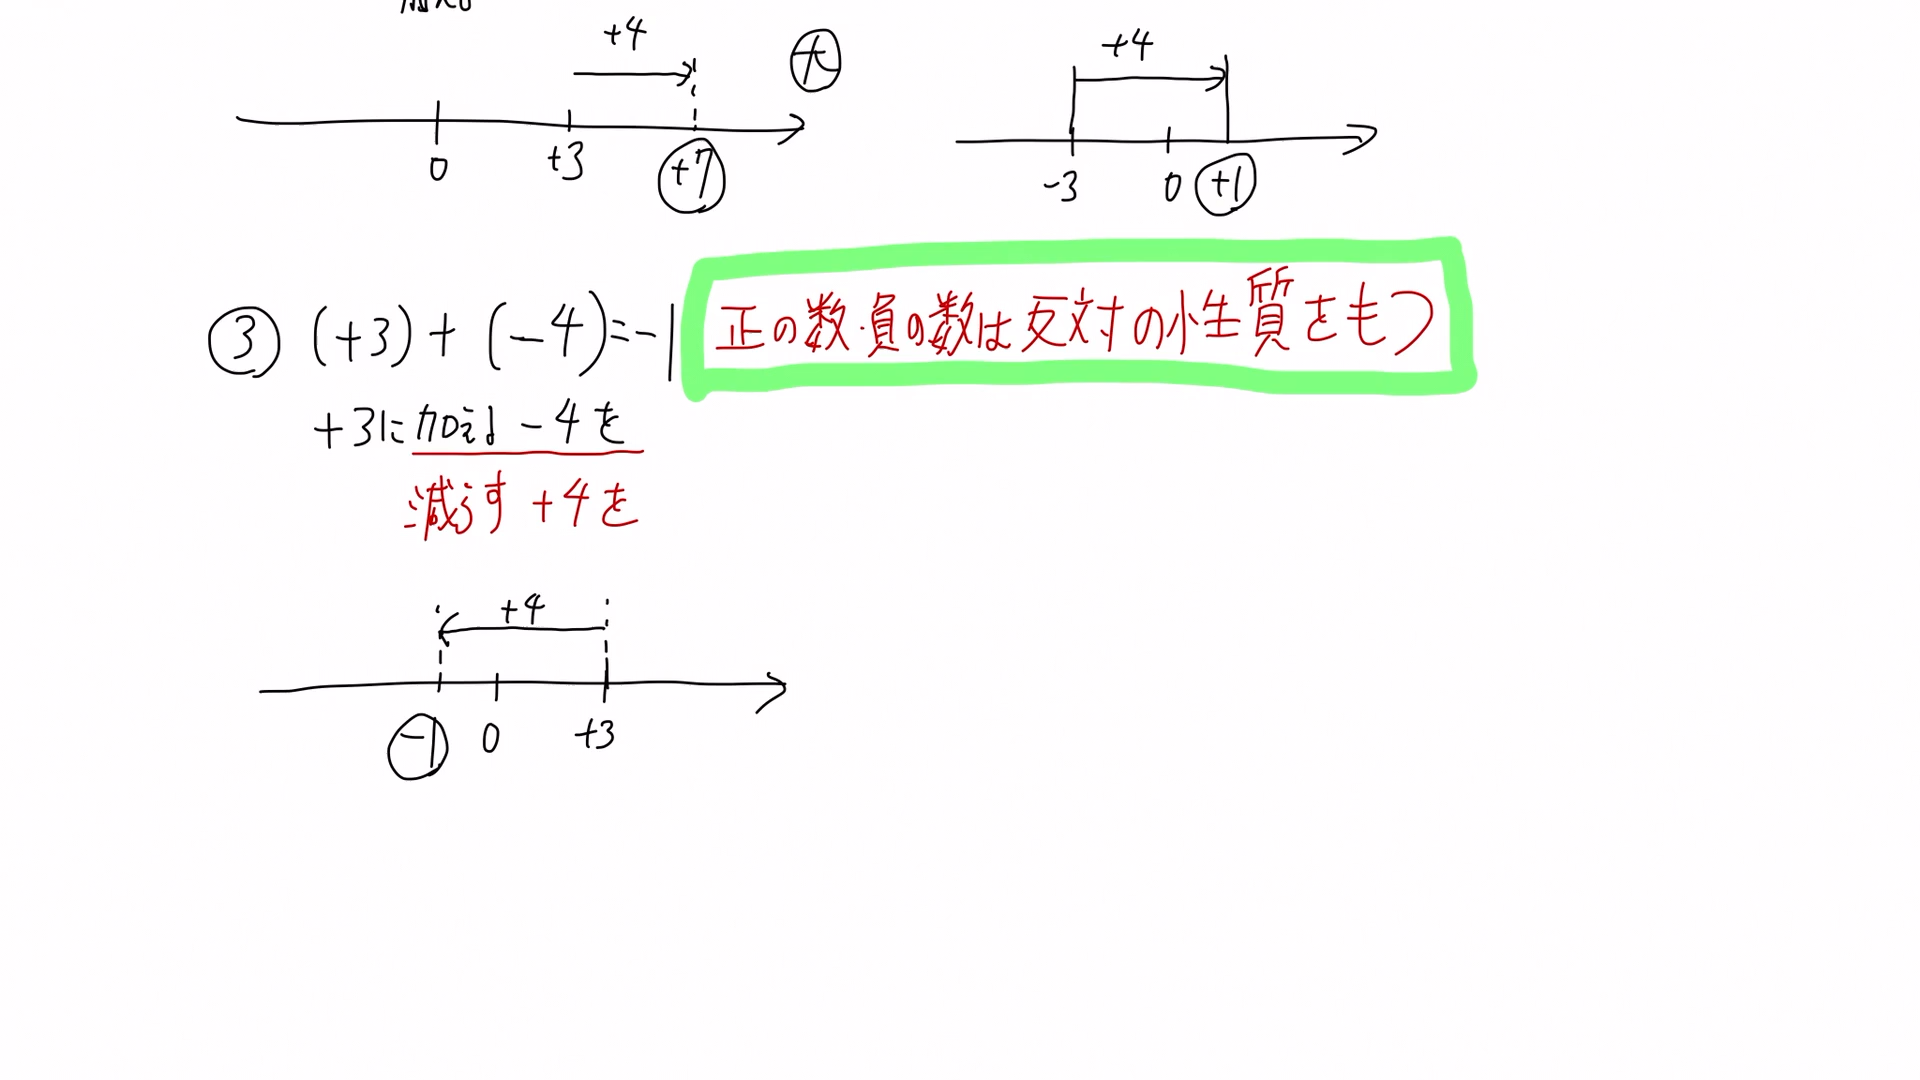 +4 大
0 +3 +7
+4
-3 0 +1
③ (+3)+(-4)=-1
正の数・負の数は反対の性質をもつ
+3に加える -4を
減らす +4を
+4
-1 0 +3